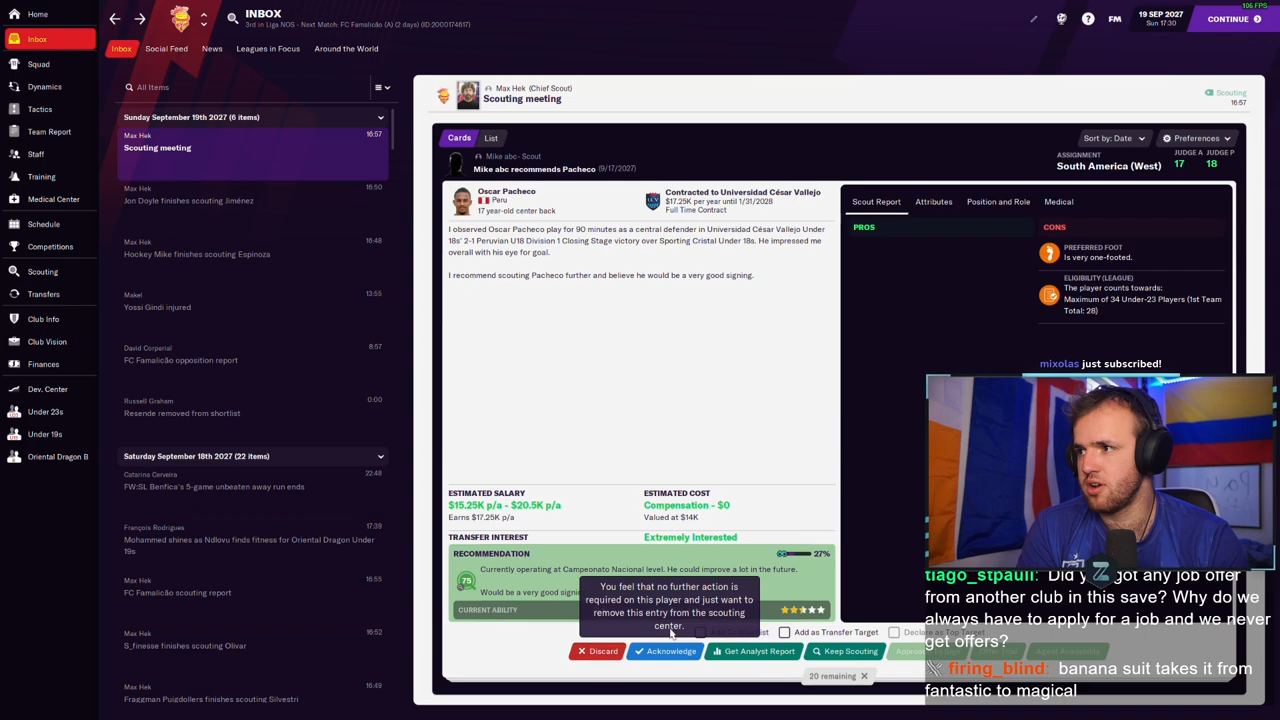 Home
Inbox
Squad
Dynamics
Tactics
Team Report
Staff
Training
Medical Center
Schedule
Competitions
Scouting
Transfers
Club Info
Club Vision
Finances
Dev. Center
Under 23s
Under 19s
Oriental Dragon B
INBOX
3rd in Liga NOS - Next Match: FC Famalicão (A) (2 days) (ID:2000174617)
106 FPS
FM
19 SEP 2027
Sun 17:30
CONTINUE
Inbox
Social Feed
News
Leagues in Focus
Around the World
All Items
Sunday September 19th 2027 (6 items)
Max Hek
16:57
Scouting meeting
Max Hek
16:50
Jon Doyle finishes scouting Jiménez
Max Hek
16:48
Hockey Mike finishes scouting Espinoza
Makel
13:55
Yossi Gindi injured
David Corperial
8:57
FC Famalicão opposition report
Russell Graham
0:00
Resende removed from shortlist
Saturday September 18th 2027 (22 items)
Catarina Cerveira
22:48
FW:SL Benfica's 5-game unbeaten away run ends
François Rodrigues
17:39
Mohammed shines as Ndlovu finds fitness for Oriental Dragon Under
19s
Max Hek
16:55
FC Famalicão scouting report
Max Hek
16:52
S_finesse finishes scouting Olivar
Max Hek
16:49
Fraggman Puigdollers finishes scouting Silvestri
Max Hek (Chief Scout)
Scouting meeting
Scouting
16:57
Cards
List
Sort by: Date
Preferences
Mike abc - Scout
Mike abc recommends Pacheco (9/17/2027)
ASSIGNMENT
South America (West)
JUDGE A
17
JUDGE P
18
Oscar Pacheco
Peru
17 year-old center back
Contracted to Universidad César Vallejo
$17.25K per year until 1/31/2028
Full Time Contract
I observed Oscar Pacheco play for 90 minutes as a central defender in Universidad César Vallejo Under
18s' 2-1 Peruvian U18 Division 1 Closing Stage victory over Sporting Cristal Under 18s. He impressed me
overall with his eye for goal.
I recommend scouting Pacheco further and believe he would be a very good signing.
Scout Report
Attributes
Position and Role
Medical
PROS
CONS
PREFERRED FOOT
Is very one-footed.
ELIGIBILITY (LEAGUE)
The player counts towards:
Maximum of 34 Under-23 Players (1st Team
Total: 28)
ESTIMATED SALARY
$15.25K p/a - $20.5K p/a
Earns $17.25K p/a
ESTIMATED COST
Compensation - $0
Valued at $14K
TRANSFER INTEREST
Extremely Interested
RECOMMENDATION
27%
75
Currently operating at Campeonato Nacional level. He could improve a lot in the future.
Would be a very good signi
CURRENT ABILITY
You feel that no further action is
required on this player and just want to
remove this entry from the scouting
center.
Add as Transfer Target
Declare as Top Target
Discard
Acknowledge
Get Analyst Report
Keep Scouting
20 remaining
mixolas just subscribed!
tiago_stpauli: Did you got any job offer
from another club in this save? Why do we
always have to apply for a job and we never
get offers?
firing_blind: banana suit takes it from
fantastic to magical